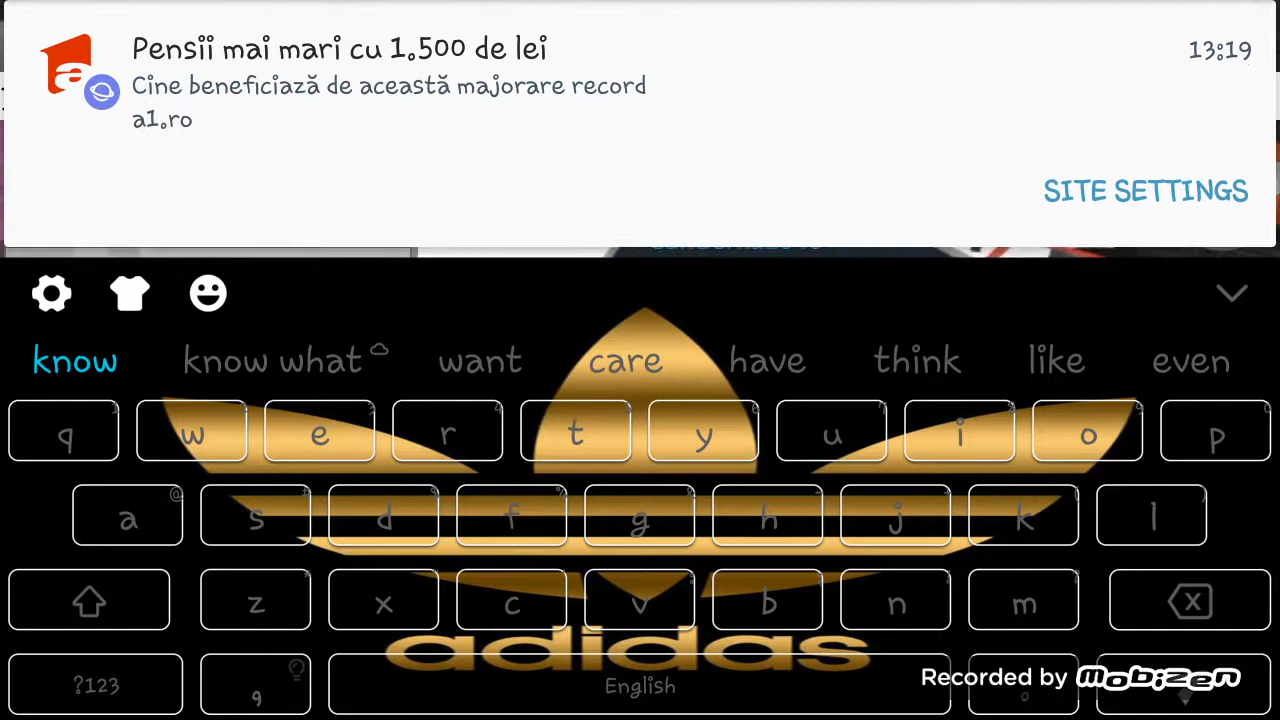 Pensii mai mari cu 1.500 de lei
13:19
Cine beneficiază de această majorare record
a1.ro
SITE SETTINGS
know know what want care have think like even
q w e r t y u i o p
a s d f g h j k l
z x c v b n m
adidas
?123 , English
Recorded by mobizen